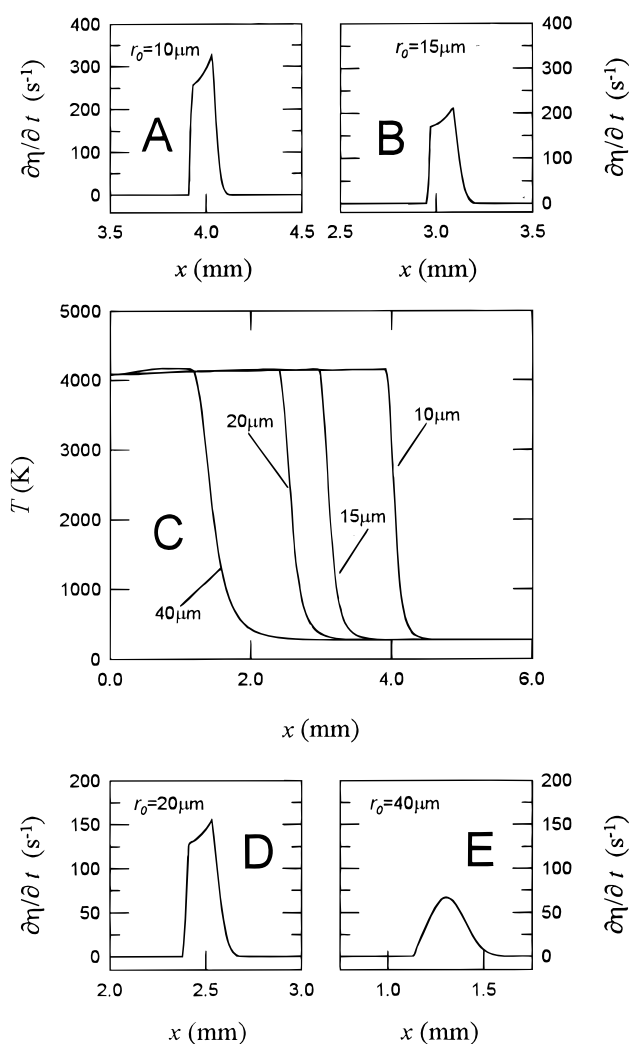 400
300
200
100
0
∂η/∂ t (s⁻¹)
r₀=10μm
A
3.5 4.0 4.5
x (mm)
r₀=15μm
B
400
300
200
100
0
∂η/∂ t (s⁻¹)
2.5 3.0 3.5
x (mm)
5000
4000
3000
2000
1000
0
T (K)
20μm
10μm
15μm
C
40μm
0.0 2.0 4.0 6.0
x (mm)
200
150
100
50
0
∂η/∂ t (s⁻¹)
r₀=20μm
D
2.0 2.5 3.0
x (mm)
r₀=40μm
E
200
150
100
50
0
∂η/∂ t (s⁻¹)
1.0 1.5
x (mm)